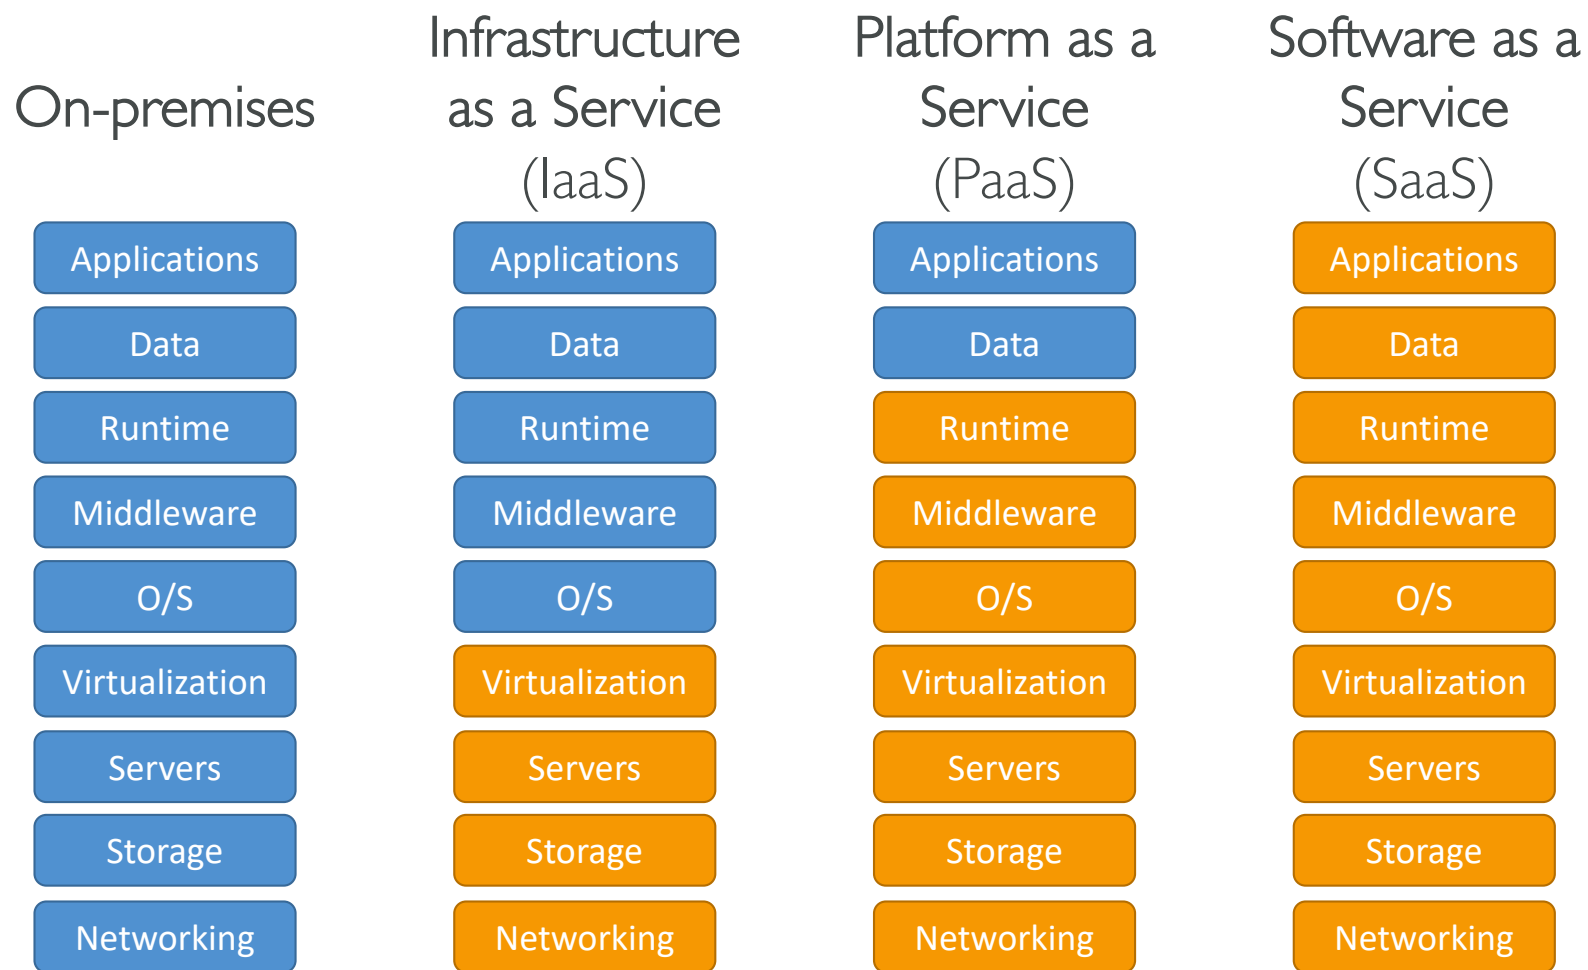 On-premises
Infrastructure
as a Service
(IaaS)
Platform as a
Service
(PaaS)
Software as a
Service
(SaaS)
Applications
Data
Runtime
Middleware
O/S
Virtualization
Servers
Storage
Networking
Applications
Data
Runtime
Middleware
O/S
Virtualization
Servers
Storage
Networking
Applications
Data
Runtime
Middleware
O/S
Virtualization
Servers
Storage
Networking
Applications
Data
Runtime
Middleware
O/S
Virtualization
Servers
Storage
Networking